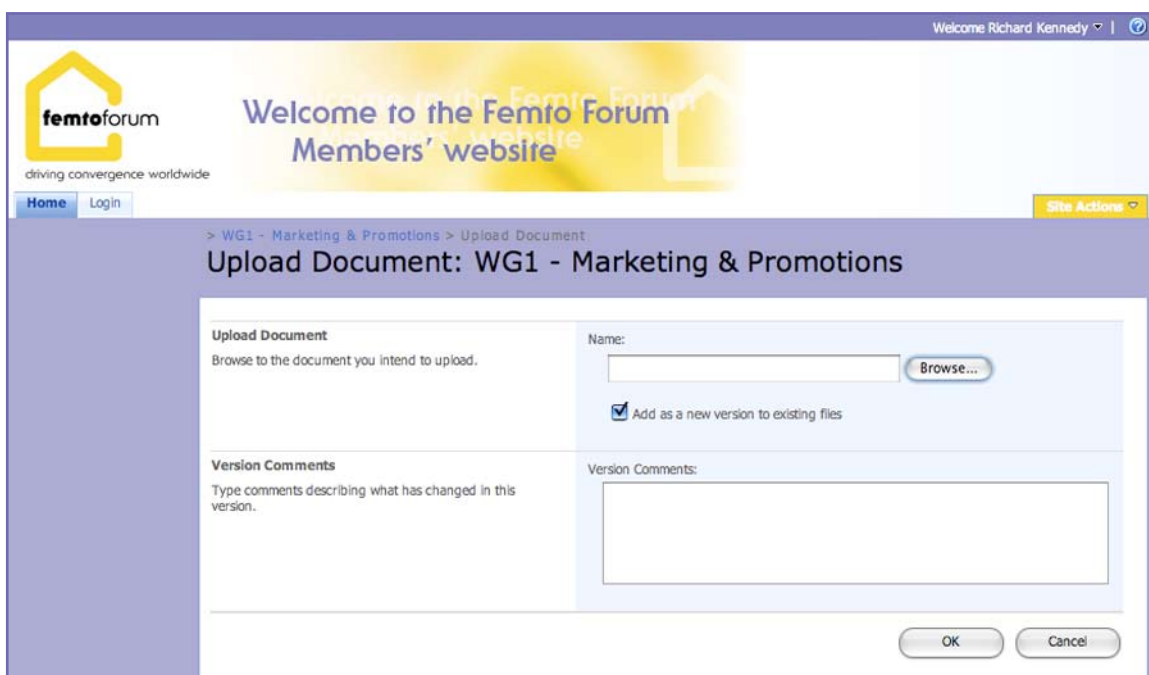 Welcome Richard Kennedy |
femtoforum
driving convergence worldwide
Welcome to the Femto Forum
Members' website
Home Login
Site Actions
> WG1 - Marketing & Promotions > Upload Document
Upload Document: WG1 - Marketing & Promotions
Upload Document
Browse to the document you intend to upload.
Name:
Browse...
Add as a new version to existing files
Version Comments
Type comments describing what has changed in this
version.
Version Comments:
OK Cancel